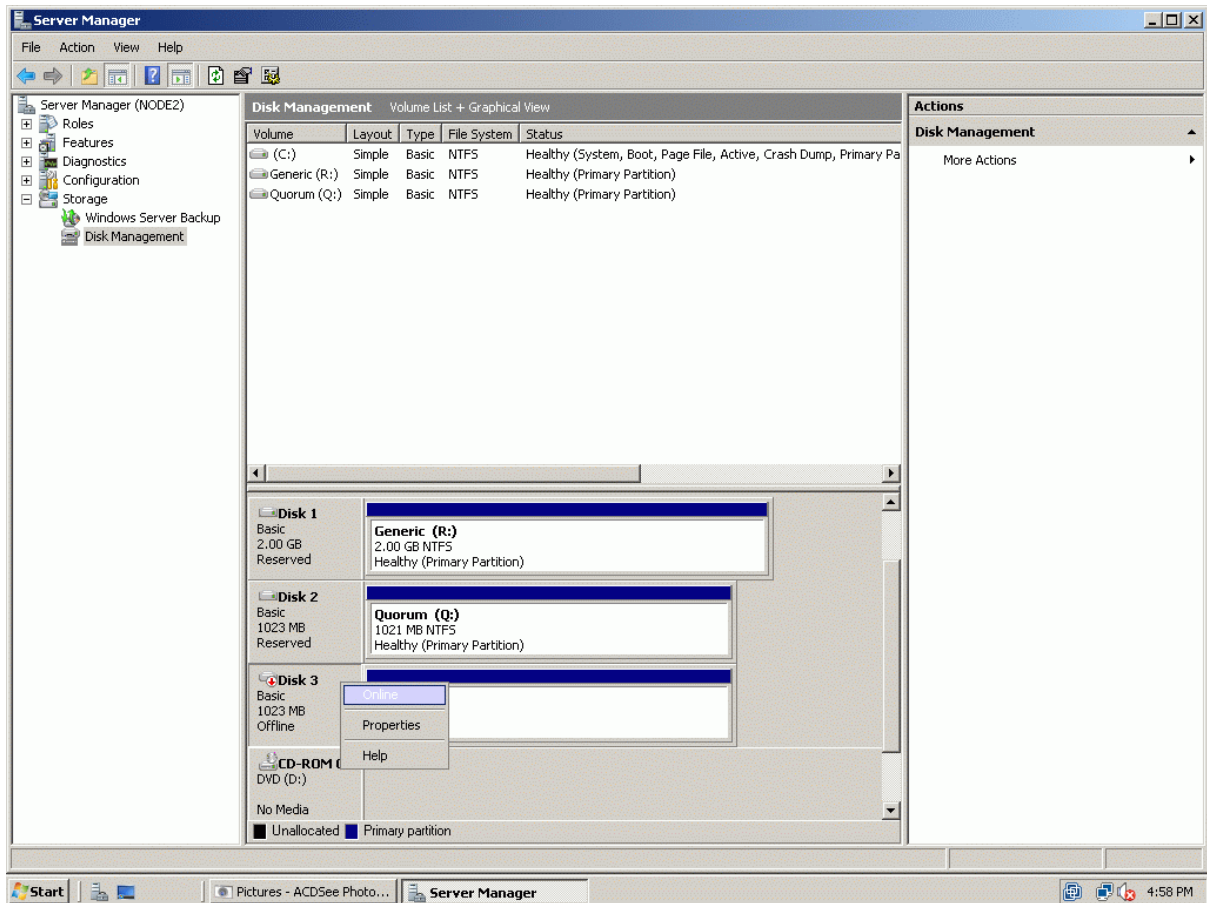 Server Manager
File Action View Help
Server Manager (NODE2)
Roles
Features
Diagnostics
Configuration
Storage
Windows Server Backup
Disk Management
Disk Management Volume List + Graphical View
Volume Layout Type File System Status
(C:) Simple Basic NTFS Healthy (System, Boot, Page File, Active, Crash Dump, Primary Pa
Generic (R:) Simple Basic NTFS Healthy (Primary Partition)
Quorum (Q:) Simple Basic NTFS Healthy (Primary Partition)
Disk 1
Basic
2.00 GB
Reserved
Generic (R:)
2.00 GB NTFS
Healthy (Primary Partition)
Disk 2
Basic
1023 MB
Reserved
Quorum (Q:)
1021 MB NTFS
Healthy (Primary Partition)
Disk 3
Basic
1023 MB
Offline
Online
Properties
Help
CD-ROM
DVD (D:)
No Media
Unallocated Primary partition
Actions
Disk Management
More Actions
Start Pictures - ACDSee Photo... Server Manager 4:58 PM